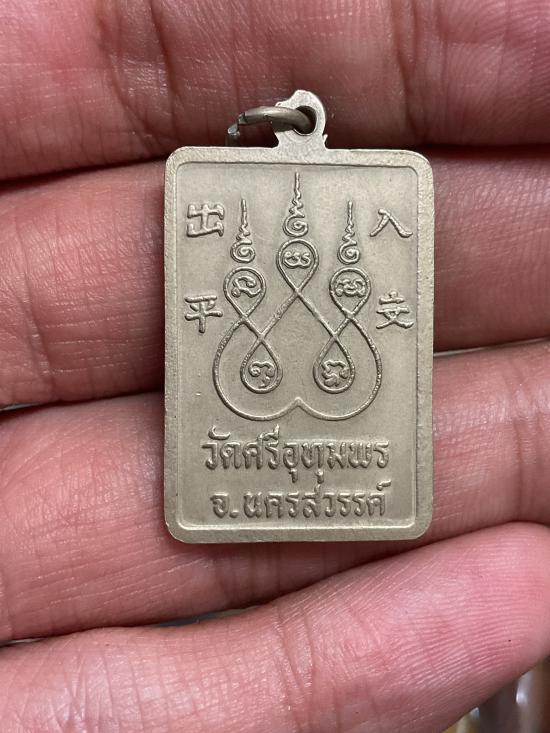 出 入
平 安
วัดศรีอุทุมพร
จ.นครสวรรค์